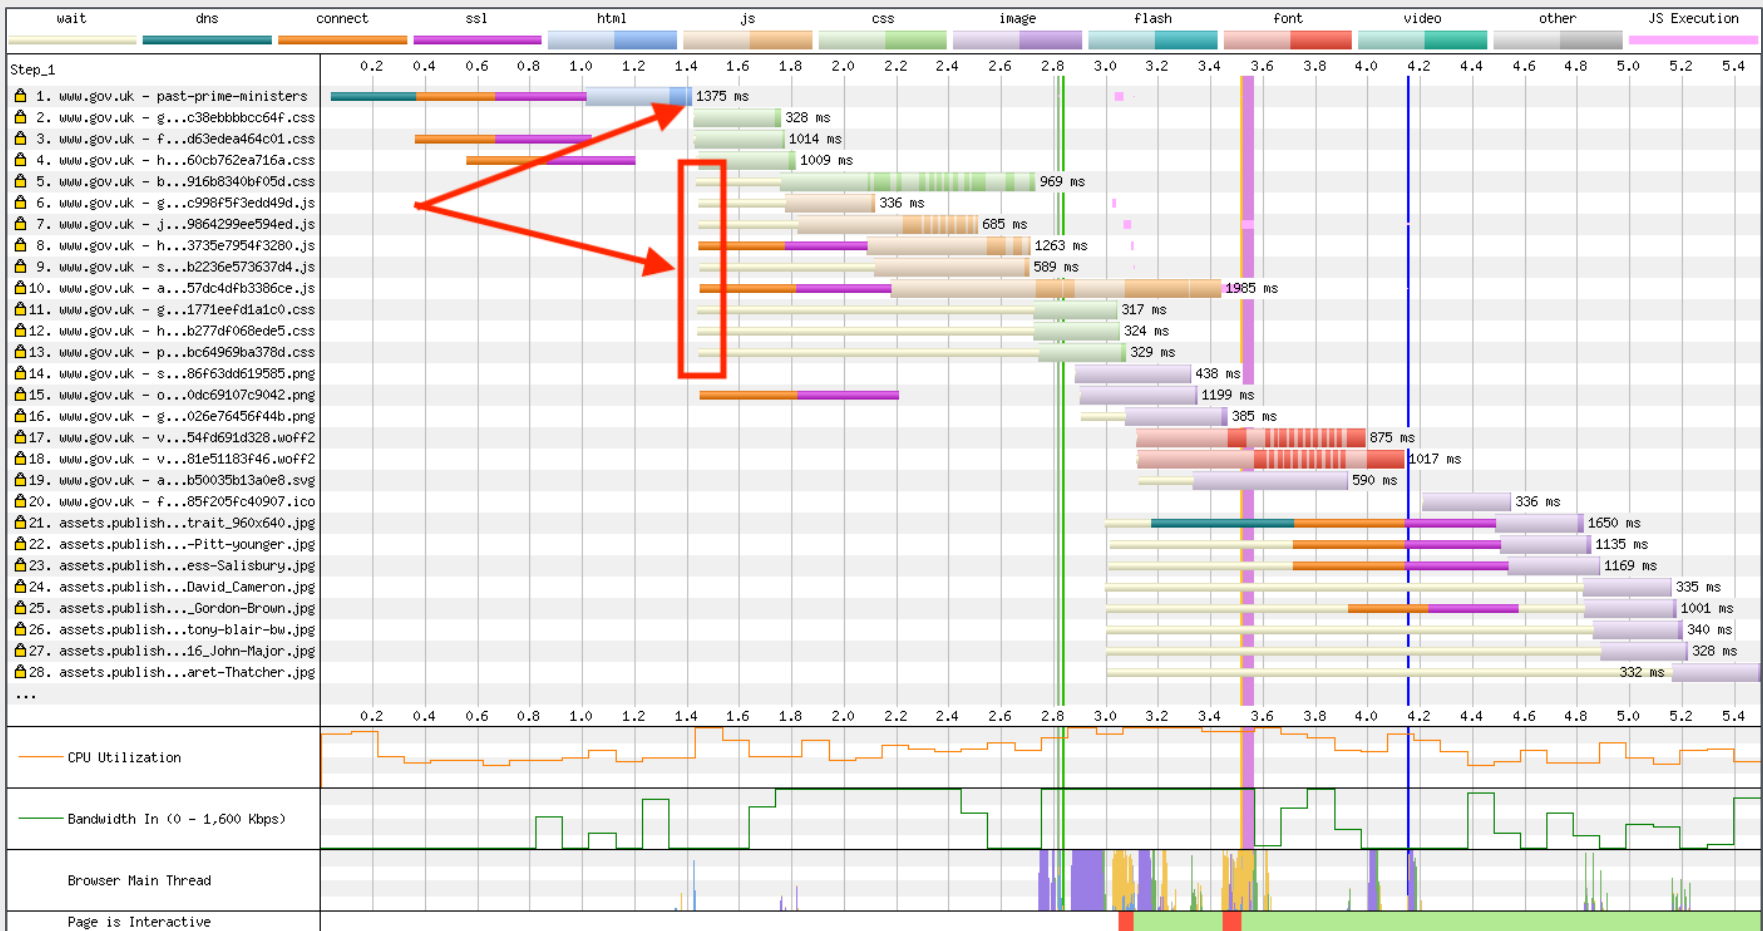 wait dns connect ssl html js css image flash font video other JS Execution
Step_1 0.2 0.4 0.6 0.8 1.0 1.2 1.4 1.6 1.8 2.0 2.2 2.4 2.6 2.8 3.0 3.2 3.4 3.6 3.8 4.0 4.2 4.4 4.6 4.8 5.0 5.2 5.4
1. www.gov.uk - past-prime-ministers 1375 ms
2. www.gov.uk - g...c38ebbbbcc64f.css 328 ms
3. www.gov.uk - f...d63edea464c01.css 1014 ms
4. www.gov.uk - h...60cb762ea716a.css 1009 ms
5. www.gov.uk - b...916b8340bf05d.css 969 ms
6. www.gov.uk - g...c998f5f3edd49d.js 336 ms
7. www.gov.uk - j...9864299ee594ed.js 685 ms
8. www.gov.uk - h...3735e7954f3280.js 1263 ms
9. www.gov.uk - s...b2236e573637d4.js 589 ms
10. www.gov.uk - a...57dc4dfb3386ce.js 1985 ms
11. www.gov.uk - g...1771eefd1a1c0.css 317 ms
12. www.gov.uk - h...b277df068ede5.css 324 ms
13. www.gov.uk - p...bc64969ba378d.css 329 ms
14. www.gov.uk - s...86f63dd619585.png 438 ms
15. www.gov.uk - o...0dc69107c9042.png 1199 ms
16. www.gov.uk - g...026e76456f44b.png 385 ms
17. www.gov.uk - v...54fd691d328.woff2 875 ms
18. www.gov.uk - v...81e51183f46.woff2 1017 ms
19. www.gov.uk - a...b50035b13a0e8.svg 590 ms
20. www.gov.uk - f...85f205fc40907.ico 336 ms
21. assets.publish...trait_960x640.jpg 1650 ms
22. assets.publish...-Pitt-younger.jpg 1135 ms
23. assets.publish...ess-Salisbury.jpg 1169 ms
24. assets.publish...David_Cameron.jpg 335 ms
25. assets.publish..._Gordon-Brown.jpg 1001 ms
26. assets.publish...tony-blair-bw.jpg 340 ms
27. assets.publish...16_John-Major.jpg 328 ms
28. assets.publish...aret-Thatcher.jpg 332 ms
...
0.2 0.4 0.6 0.8 1.0 1.2 1.4 1.6 1.8 2.0 2.2 2.4 2.6 2.8 3.0 3.2 3.4 3.6 3.8 4.0 4.2 4.4 4.6 4.8 5.0 5.2 5.4
CPU Utilization
Bandwidth In (0 - 1,600 Kbps)
Browser Main Thread
Page is Interactive